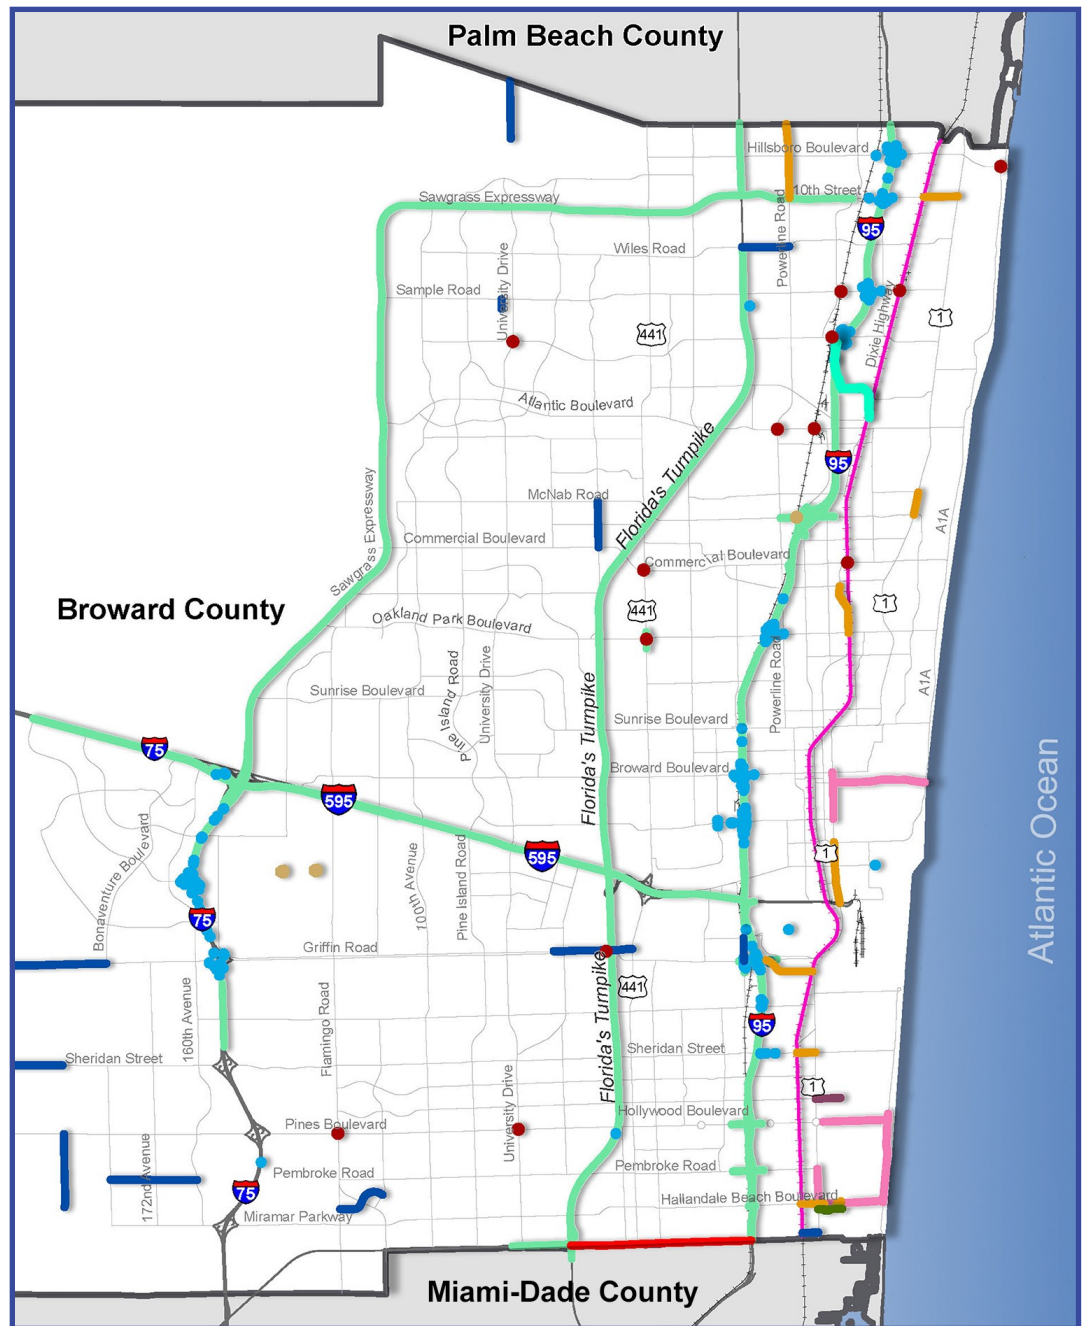 Palm Beach County
Hillsboro Boulevard
10th Street
Sawgrass Expressway
Powerline Road
95
Wiles Road
University Drive
Sample Road
Dixie Highway
1
441
Atlantic Boulevard
Florida's Turnpike
95
Sawgrass Expressway
McNab Road
A1A
Commercial Boulevard
Commercial Boulevard
Broward County
441
1
Oakland Park Boulevard
Pine Island Road
University Drive
Powerline Road
A1A
Sunrise Boulevard
Florida's Turnpike
Sunrise Boulevard
75
Broward Boulevard
595
Atlantic Ocean
Bonaventure Boulevard
100th Avenue
Pine Island Road
595
1
75
Griffin Road
Florida's Turnpike
441
160th Avenue
Flamingo Road
95
Sheridan Street
Sheridan Street
University Drive
1
Hollywood Boulevard
Pines Boulevard
172nd Avenue
Pembroke Road
Pembroke Road
75
Hallandale Beach Boulevard
Miramar Parkway
Miami-Dade County